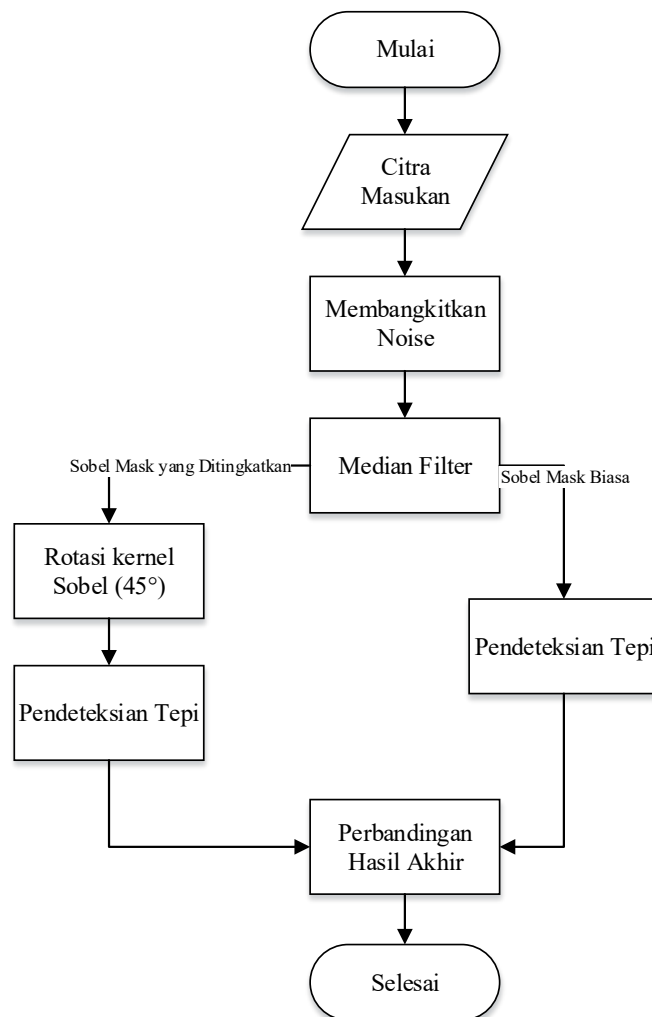 Mulai
Citra
Masukan
Membangkitkan
Noise
Median Filter
Sobel Mask yang Ditingkatkan
Sobel Mask Biasa
Rotasi kernel
Sobel (45°)
Pendeteksian Tepi
Pendeteksian Tepi
Perbandingan
Hasil Akhir
Selesai